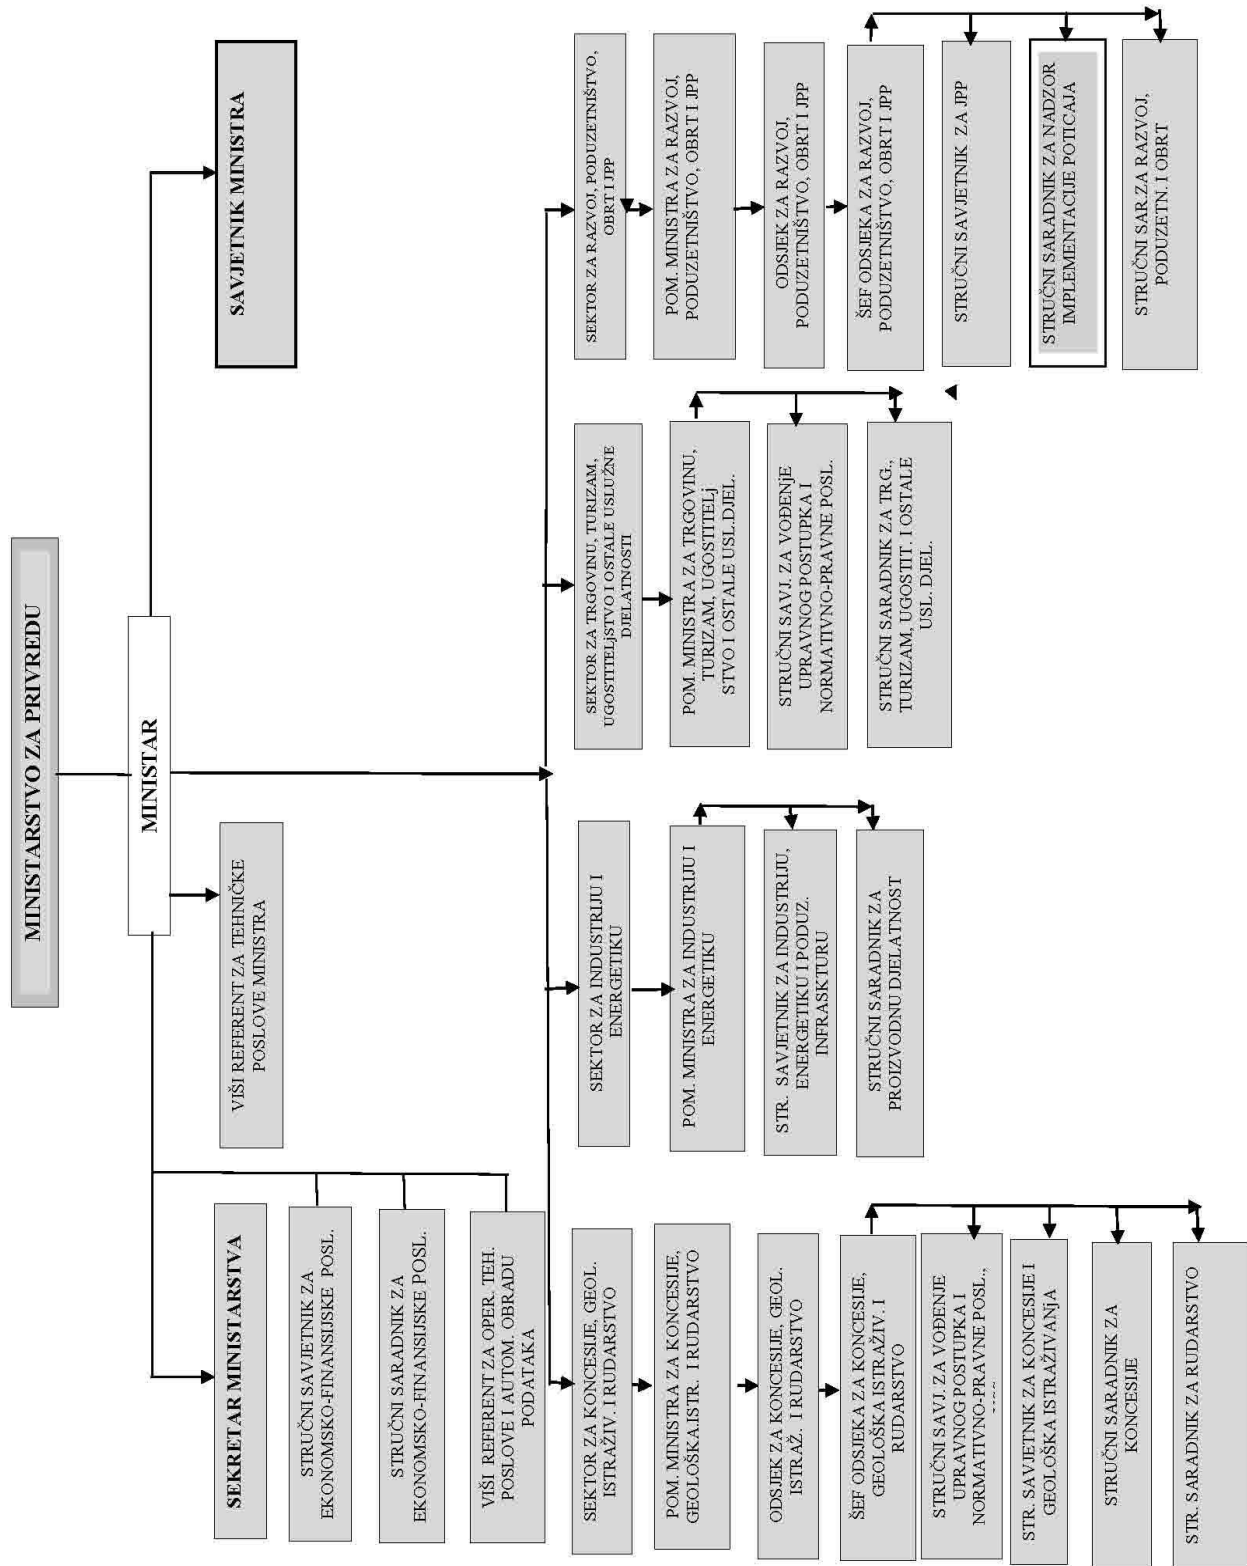 MINISTARSTVO ZA PRIVREDU
MINISTAR
SEKRETAR MINISTARSTVA
STRUČNI SAVJETNIK ZA
EKONOMSKO-FINANSIJSKE POSL.
STRUČNI SARADNIK ZA
EKONOMSKO-FINANSIJSKE POSL.
VIŠI REFERENT ZA OPER. TEH.
POSLOVE I AUTOM. OBRADU
PODATAKA
VIŠI REFERENT ZA TEHNIČKE
POSLOVE MINISTRA
SAVJETNIK MINISTRA
SEKTOR ZA KONCESIJE, GEOL.
ISTRAŽIV. I RUDARSTVO
POM. MINISTRA ZA KONCESIJE,
GEOLOŠKA.ISTR. I RUDARSTVO
ODSJEK ZA KONCESIJE, GEOL.
ISTRAŽ. I RUDARSTVO
ŠEF ODSJEKA ZA KONCESIJE,
GEOLOŠKA ISTRAŽIV. I
RUDARSTVO
STRUČNI SAVJ. ZA VOĐENJE
UPRAVNOG POSTUPKA I
NORMATIVNO-PRAVNE POSL.,
STR. SAVJETNIK ZA KONCESIJE I
GEOLOŠKA ISTRAŽIVANjA
STRUČNI SARADNIK ZA
KONCESIJE
STR. SARADNIK ZA RUDARSTVO
SEKTOR ZA INDUSTRIJU I
ENERGETIKU
POM. MINISTRA ZA INDUSTRIJU I
ENERGETIKU
STR. SAVJETNIK ZA INDUSTRIJU,
ENERGETIKU I PODUZ.
INFRASKTURU
STRUČNI SARADNIK ZA
PROIZVODNU DJELATNOST
SEKTOR ZA TRGOVINU, TURIZAM,
UGOSTITELjSTVO I OSTALE USLUŽNE
DJELATNOSTI
POM. MINISTRA ZA TRGOVINU,
TURIZAM, UGOSTITELj
STVO I OSTALE USL.DJEL.
STRUČNI SAVJ. ZA VOĐENjE
UPRAVNOG POSTUPKA I
NORMATIVNO-PRAVNE POSL.
STRUČNI SARADNIK ZA TRG.,
TURIZAM, UGOSTIT. I OSTALE
USL. DJEL.
SEKTOR ZA RAZVOJ, PODUZETNIŠTVO,
OBRT I JPP
POM. MINISTRA ZA RAZVOJ,
PODUZETNIŠTVO, OBRT I JPP
ODSJEK ZA RAZVOJ,
PODUZETNIŠTVO, OBRT I JPP
ŠEF ODSJEKA ZA RAZVOJ,
PODUZETNIŠTVO, OBRT I JPP
STRUČNI SAVJETNIK ZA JPP
STRUČNI SARADNIK ZA NADZOR
IMPLEMENTACIJE POTICAJA
STRUČNI SAR.ZA RAZVOJ,
PODUZETN. I OBRT